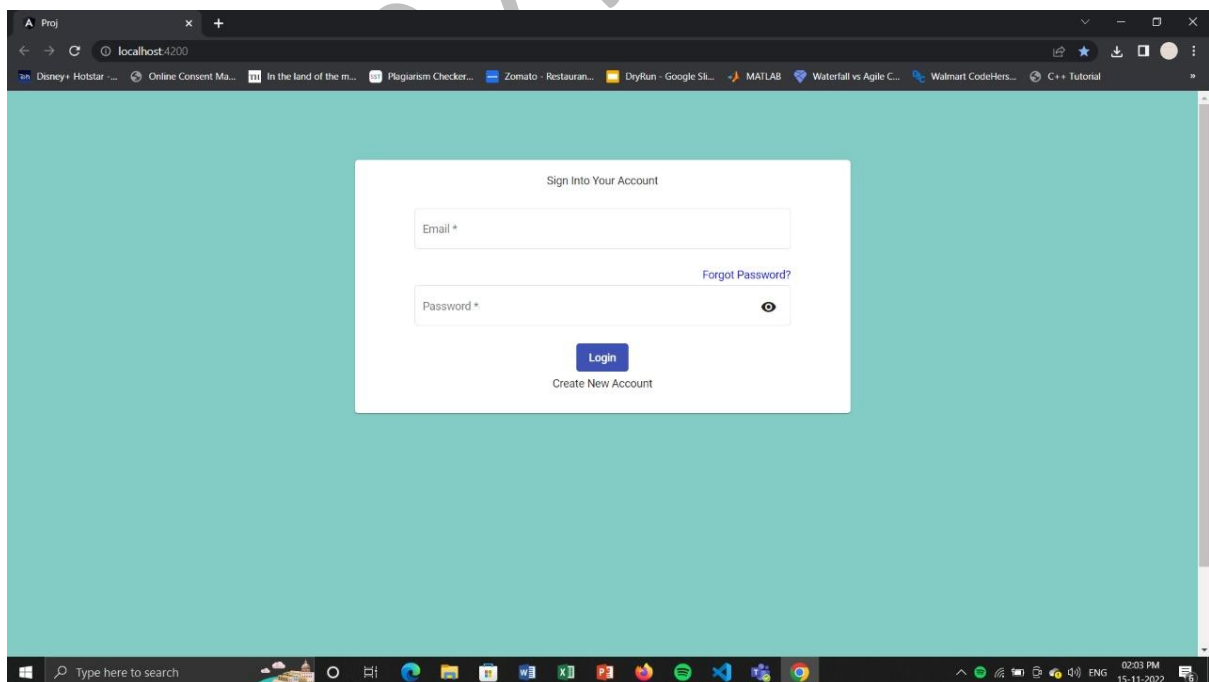 Proj
localhost:4200
Disney+ Hotstar -... Online Consent Ma... TH In the land of the m... SST Plagiarism Checker... Zomato - Restauran... DryRun - Google Sli... MATLAB Waterfall vs Agile C... Walmart CodeHers... C++ Tutorial »
Sign Into Your Account
Email *
Forgot Password?
Password *
Login
Create New Account
Type here to search
ENG
02:03 PM
15-11-2022